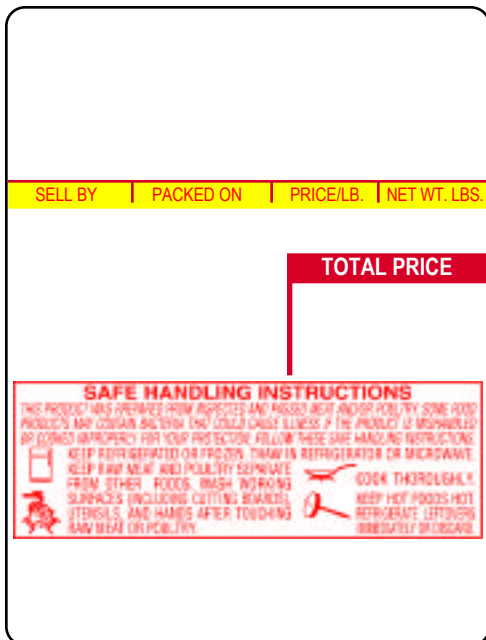 SELL BY PACKED ON PRICE/LB. NET WT. LBS.
TOTAL PRICE
SAFE HANDLING INSTRUCTIONS
THIS PRODUCT WAS PREPARED FROM INSPECTED AND PASSED MEAT AND/OR POULTRY. SOME FOOD
PRODUCTS MAY CONTAIN BACTERIA THAT COULD CAUSE ILLNESS IF THE PRODUCT IS MISHANDLED
OR COOKED IMPROPERLY. FOR YOUR PROTECTION, FOLLOW THESE SAFE HANDLING INSTRUCTIONS.
KEEP REFRIGERATED OR FROZEN. THAW IN REFRIGERATOR OR MICROWAVE.
KEEP RAW MEAT AND POULTRY SEPARATE
FROM OTHER FOODS. WASH WORKING
SURFACES (INCLUDING CUTTING BOARDS),
UTENSILS, AND HANDS AFTER TOUCHING
RAW MEAT OR POULTRY.
COOK THOROUGHLY.
KEEP HOT FOODS HOT.
REFRIGERATE LEFTOVERS
IMMEDIATELY OR DISCARD.